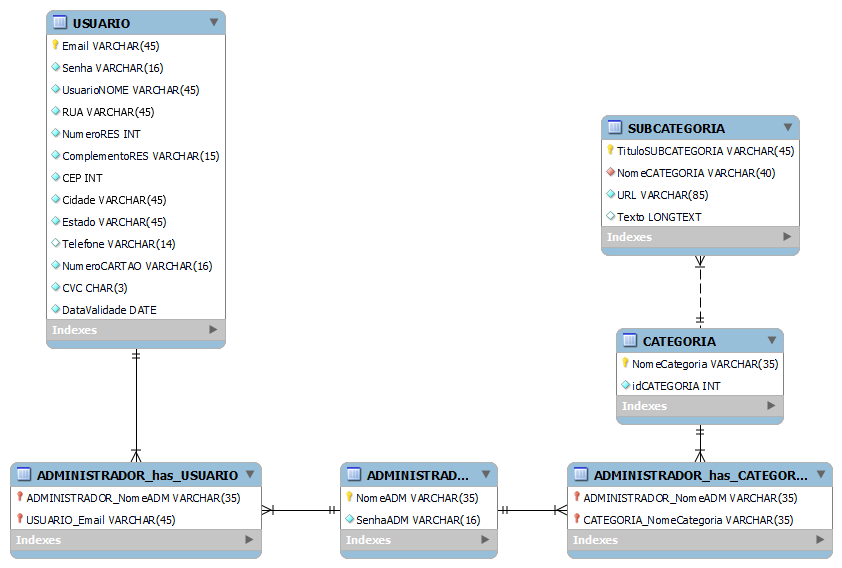 USUARIO
Email VARCHAR(45)
Senha VARCHAR(16)
UsuarioNOME VARCHAR(45)
RUA VARCHAR(45)
NumeroRES INT
ComplementoRES VARCHAR(15)
CEP INT
Cidade VARCHAR(45)
Estado VARCHAR(45)
Telefone VARCHAR(14)
NumeroCARTAO VARCHAR(16)
CVC CHAR(3)
DataValidade DATE
Indexes
SUBCATEGORIA
TituloSUBCATEGORIA VARCHAR(45)
NomeCATEGORIA VARCHAR(40)
URL VARCHAR(85)
Texto LONGTEXT
Indexes
CATEGORIA
NomeCategoria VARCHAR(35)
idCATEGORIA INT
Indexes
ADMINISTRADOR_has_USUARIO
ADMINISTRADOR_NomeADM VARCHAR(35)
USUARIO_Email VARCHAR(45)
Indexes
ADMINISTRAD...
NomeADM VARCHAR(35)
SenhaADM VARCHAR(16)
Indexes
ADMINISTRADOR_has_CATEGOR...
ADMINISTRADOR_NomeADM VARCHAR(35)
CATEGORIA_NomeCategoria VARCHAR(35)
Indexes